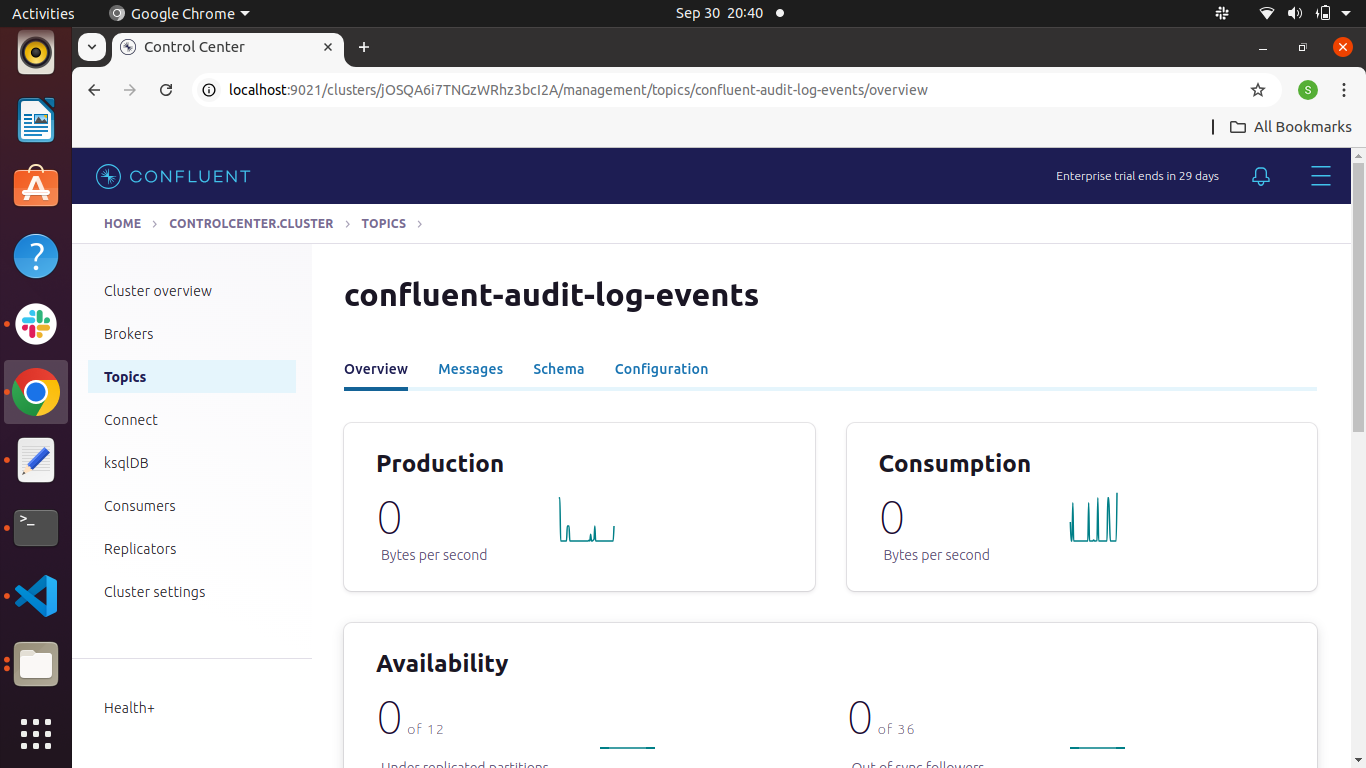 Activities
Google Chrome
Sep 30 20:40
Control Center
localhost:9021/clusters/jOSQA6i7TNGzWRhz3bcI2A/management/topics/confluent-audit-log-events/overview
S
All Bookmarks
CONFLUENT
Enterprise trial ends in 29 days
HOME > CONTROLCENTER.CLUSTER > TOPICS >
Cluster overview
Brokers
Topics
Connect
ksqlDB
Consumers
Replicators
Cluster settings
Health+
confluent-audit-log-events
Overview Messages Schema Configuration
Production
0
Bytes per second
Consumption
0
Bytes per second
Availability
0 of 12
Under replicated partitions
0 of 36
Out of sync followers